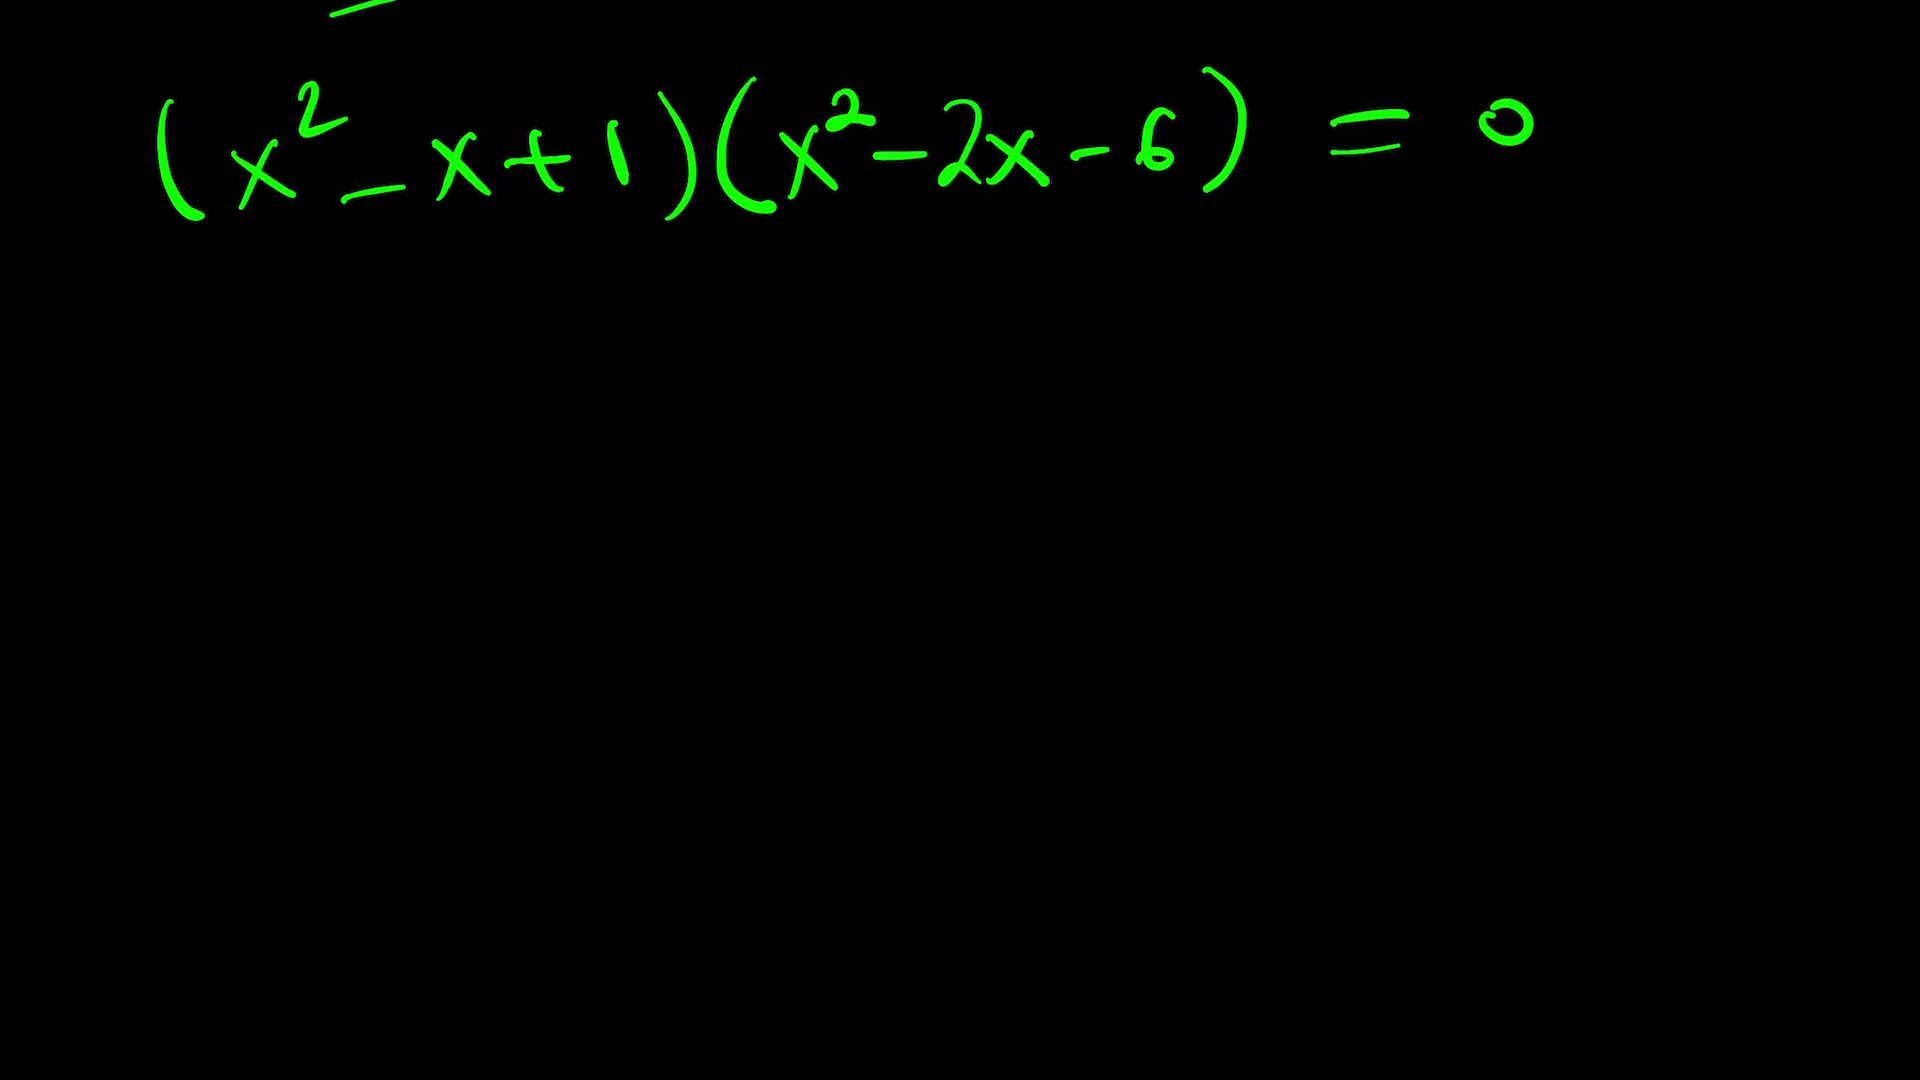 (x² - x + 1)(x² - 2x - 6) = 0